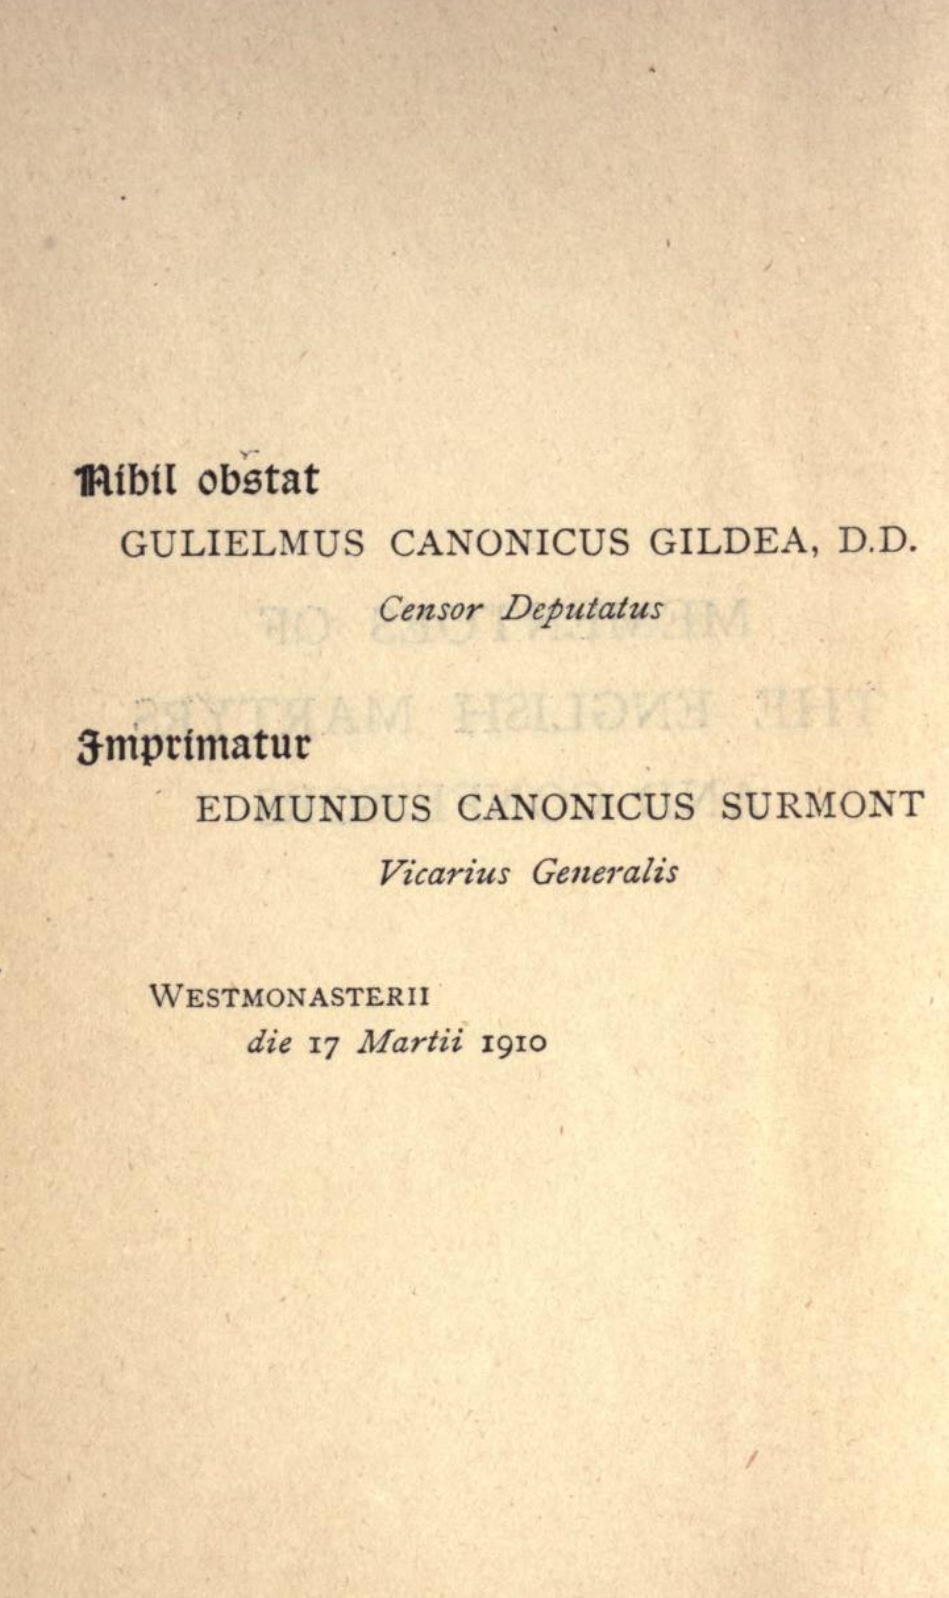 Nihil obstat
GULIELMUS CANONICUS GILDEA, D.D.
Censor Deputatus
Imprimatur
EDMUNDUS CANONICUS SURMONT
Vicarius Generalis
WESTMONASTERII
die 17 Martii 1910